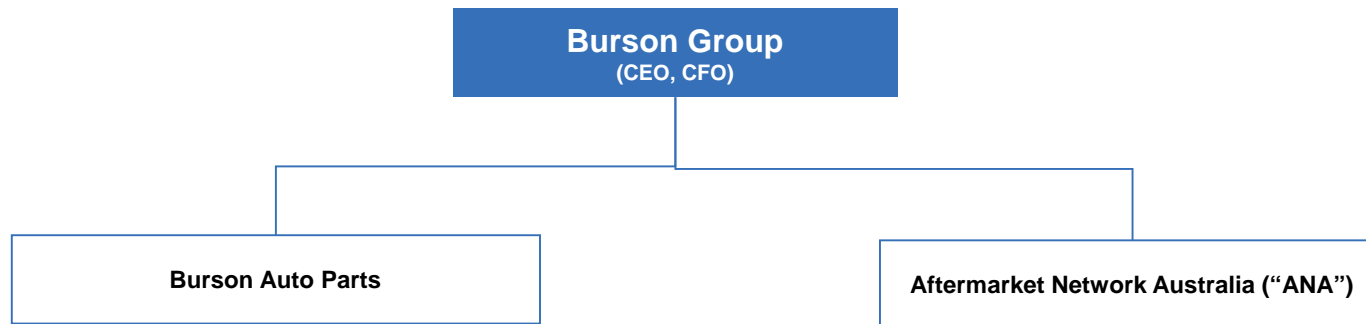 Burson Group
(CEO, CFO)
Burson Auto Parts
Aftermarket Network Australia (“ANA”)